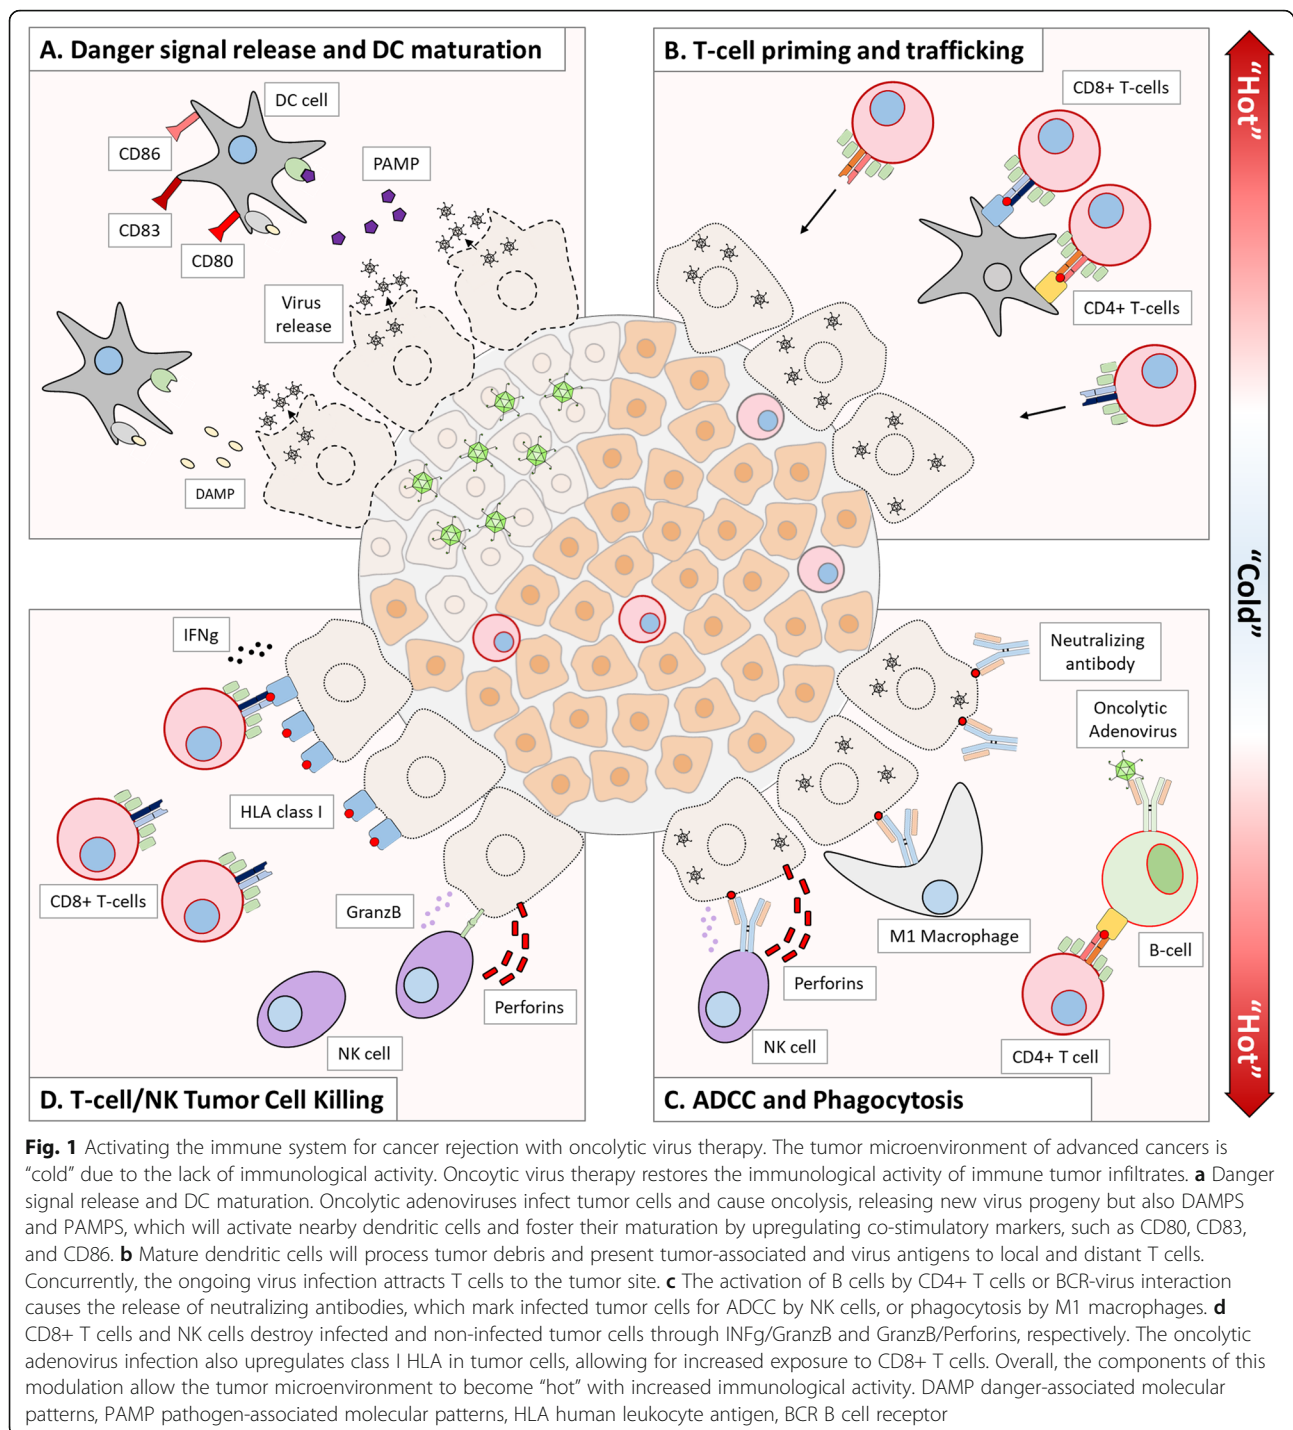 A. Danger signal release and DC maturation
DC cell
CD86
PAMP
CD83
CD80
Virus
release
DAMP
B. T-cell priming and trafficking
CD8+ T-cells
CD4+ T-cells
"Hot"
"Cold"
"Hot"
IFNg
HLA class I
CD8+ T-cells
GranzB
Perforins
NK cell
D. T-cell/NK Tumor Cell Killing
Neutralizing
antibody
Oncolytic
Adenovirus
M1 Macrophage
B-cell
Perforins
NK cell
CD4+ T cell
C. ADCC and Phagocytosis
Fig. 1 Activating the immune system for cancer rejection with oncolytic virus therapy. The tumor microenvironment of advanced cancers is
"cold" due to the lack of immunological activity. Oncoytic virus therapy restores the immunological activity of immune tumor infiltrates. a Danger
signal release and DC maturation. Oncolytic adenoviruses infect tumor cells and cause oncolysis, releasing new virus progeny but also DAMPS
and PAMPS, which will activate nearby dendritic cells and foster their maturation by upregulating co-stimulatory markers, such as CD80, CD83,
and CD86. b Mature dendritic cells will process tumor debris and present tumor-associated and virus antigens to local and distant T cells.
Concurrently, the ongoing virus infection attracts T cells to the tumor site. c The activation of B cells by CD4+ T cells or BCR-virus interaction
causes the release of neutralizing antibodies, which mark infected tumor cells for ADCC by NK cells, or phagocytosis by M1 macrophages. d
CD8+ T cells and NK cells destroy infected and non-infected tumor cells through INFg/GranzB and GranzB/Perforins, respectively. The oncolytic
adenovirus infection also upregulates class I HLA in tumor cells, allowing for increased exposure to CD8+ T cells. Overall, the components of this
modulation allow the tumor microenvironment to become "hot" with increased immunological activity. DAMP danger-associated molecular
patterns, PAMP pathogen-associated molecular patterns, HLA human leukocyte antigen, BCR B cell receptor